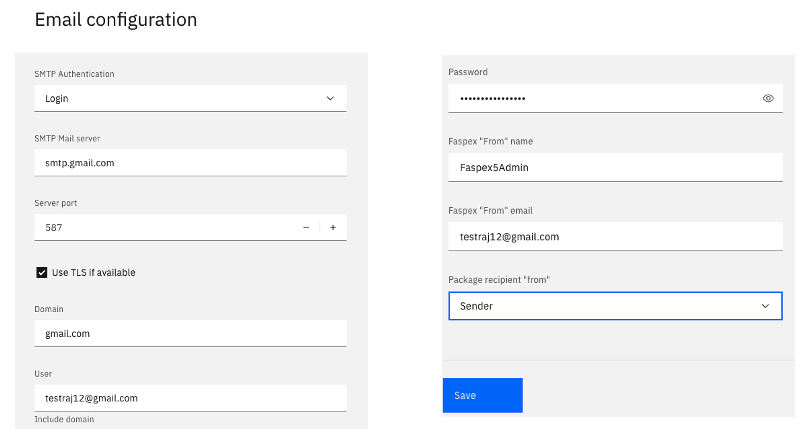 Email configuration
SMTP Authentication
Login
SMTP Mail server
smtp.gmail.com
Server port
587
Use TLS if available
Domain
gmail.com
User
testraj12@gmail.com
Include domain
Password
••••••••••••••••
Faspex "From" name
Faspex5Admin
Faspex "From" email
testraj12@gmail.com
Package recipient "from"
Sender
Save